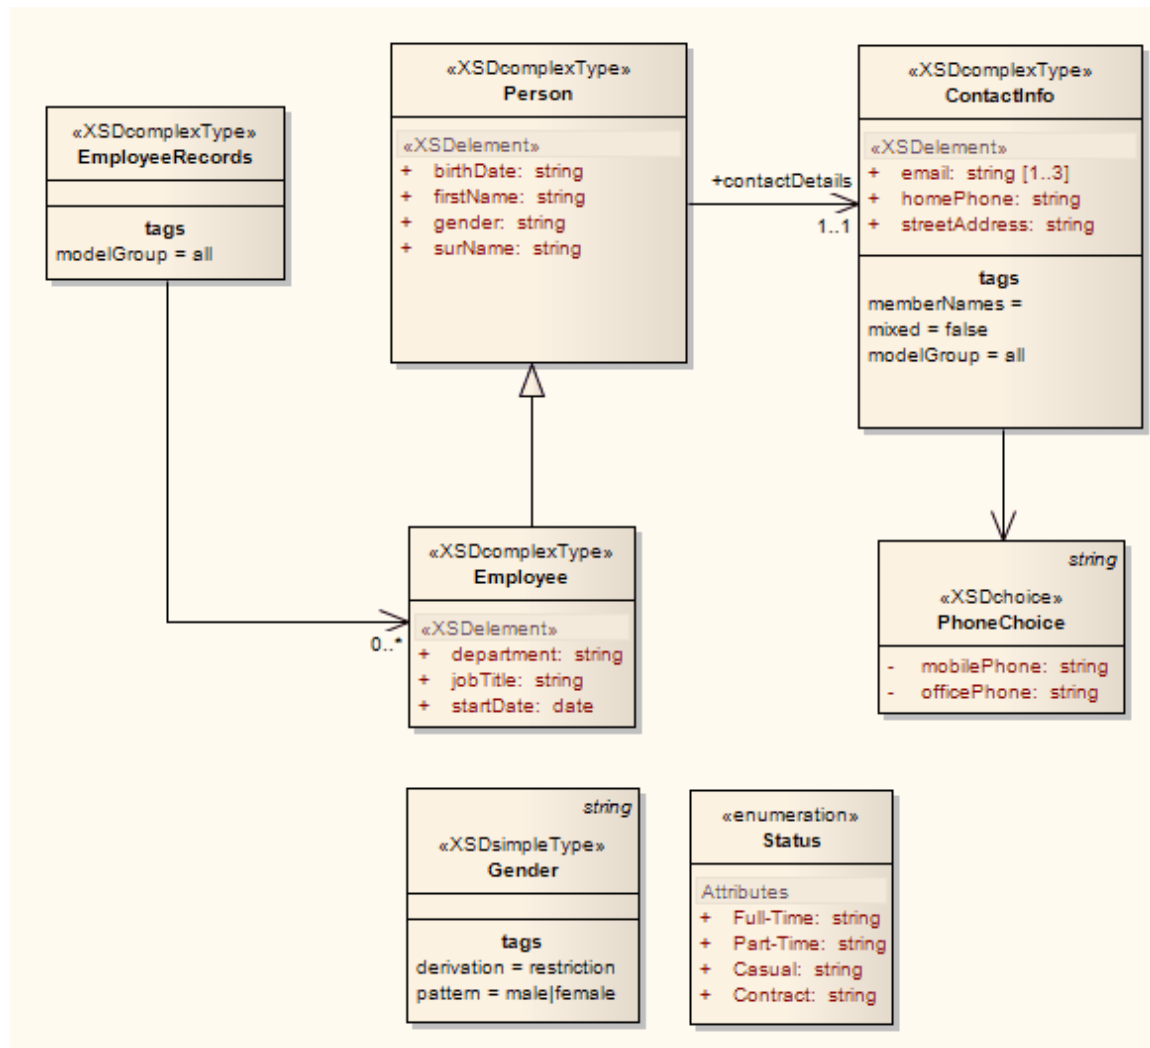 «XSDcomplexType»
EmployeeRecords
tags
modelGroup = all
«XSDcomplexType»
Person
«XSDelement»
+ birthDate: string
+ firstName: string
+ gender: string
+ surName: string
+contactDetails
1..1
«XSDcomplexType»
ContactInfo
«XSDelement»
+ email: string [1..3]
+ homePhone: string
+ streetAddress: string
tags
memberNames =
mixed = false
modelGroup = all
0..*
«XSDcomplexType»
Employee
«XSDelement»
+ department: string
+ jobTitle: string
+ startDate: date
string
«XSDchoice»
PhoneChoice
- mobilePhone: string
- officePhone: string
string
«XSDsimpleType»
Gender
tags
derivation = restriction
pattern = male|female
«enumeration»
Status
Attributes
+ Full-Time: string
+ Part-Time: string
+ Casual: string
+ Contract: string